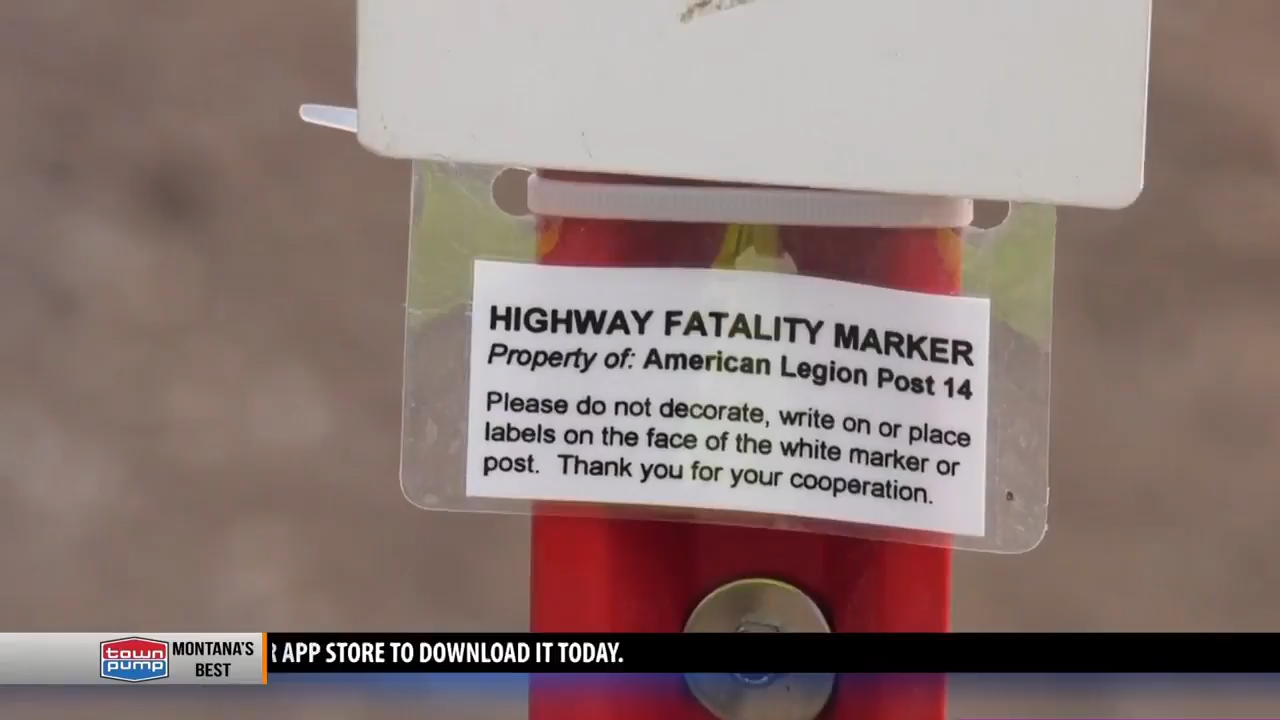 HIGHWAY FATALITY MARKER
Property of: American Legion Post 14
Please do not decorate, write on or place
labels on the face of the white marker or
post. Thank you for your cooperation.
town
pump
MONTANA'S
BEST
APP STORE TO DOWNLOAD IT TODAY.